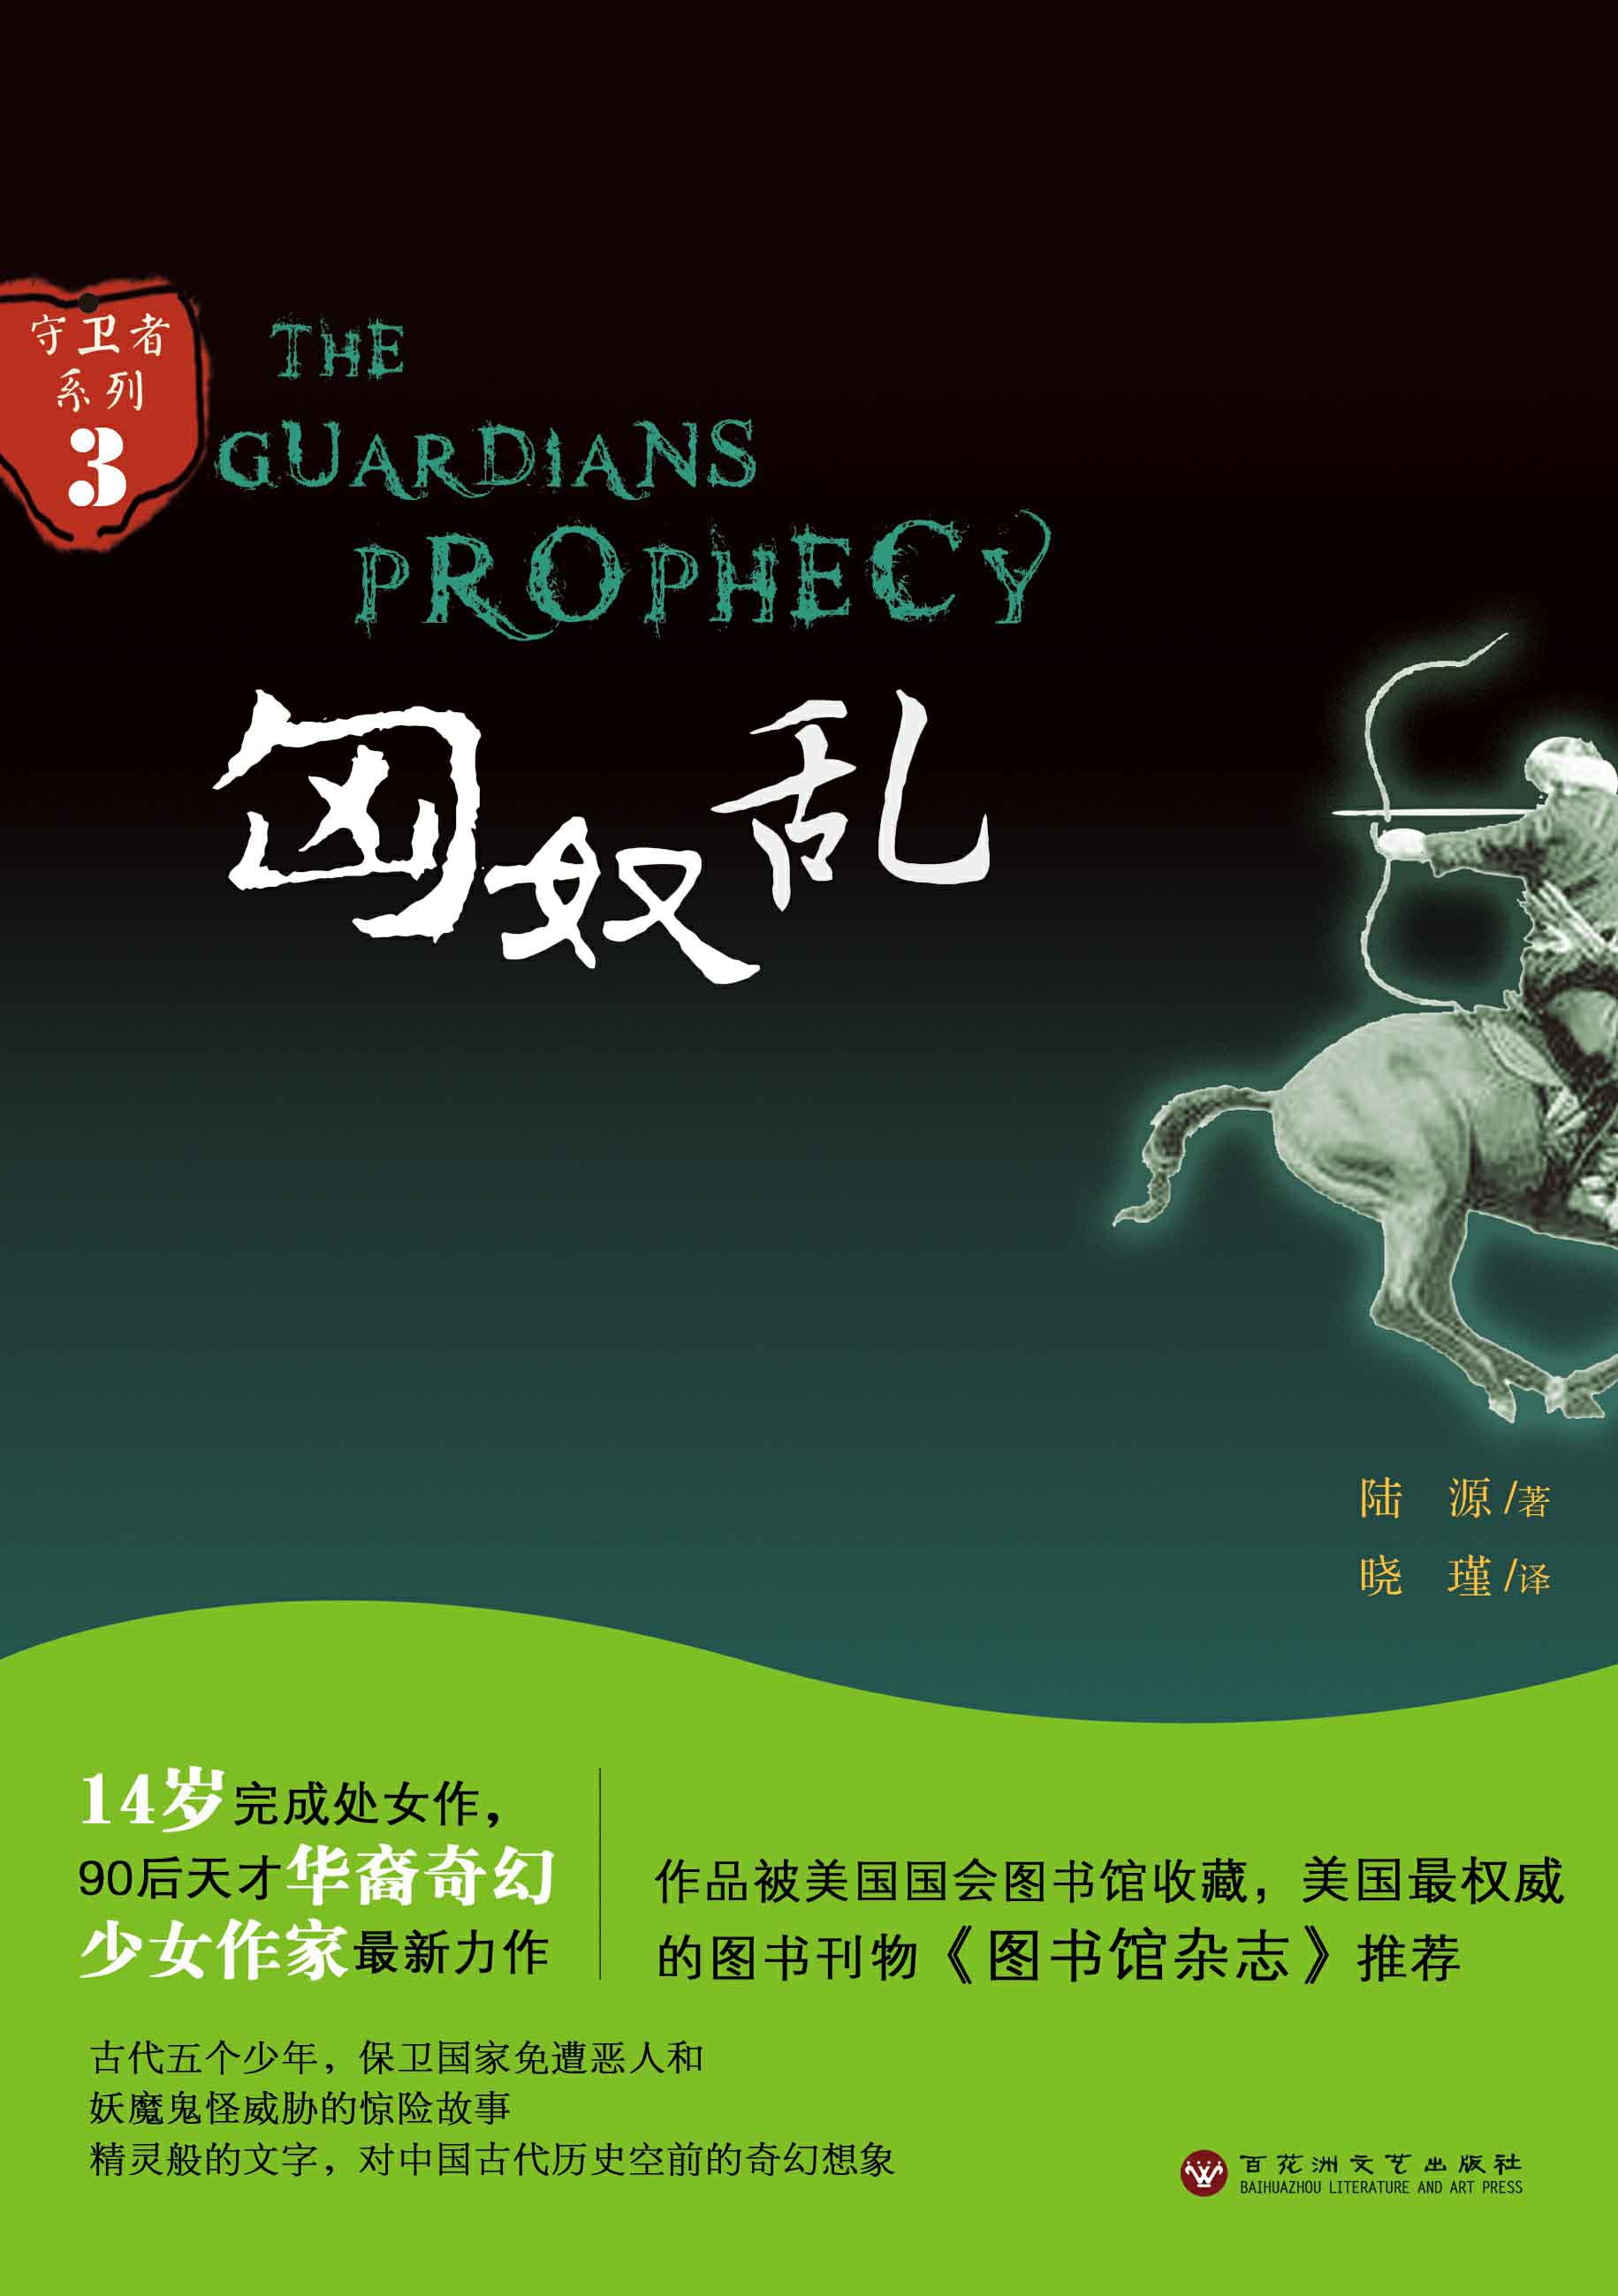 守卫者
系列
3
THE
GUARDIANS
PROPHECY
匈奴乱
陆 源/著
晓 瑾/译
14岁完成处女作，
90后天才华裔奇幻
少女作家最新力作
作品被美国国会图书馆收藏，美国最权威
的图书刊物《图书馆杂志》推荐
古代五个少年，保卫国家免遭恶人和
妖魔鬼怪威胁的惊险故事
精灵般的文字，对中国古代历史空前的奇幻想象
百花洲文艺出版社
BAIHUAZHOU LITERATURE AND ART PRESS